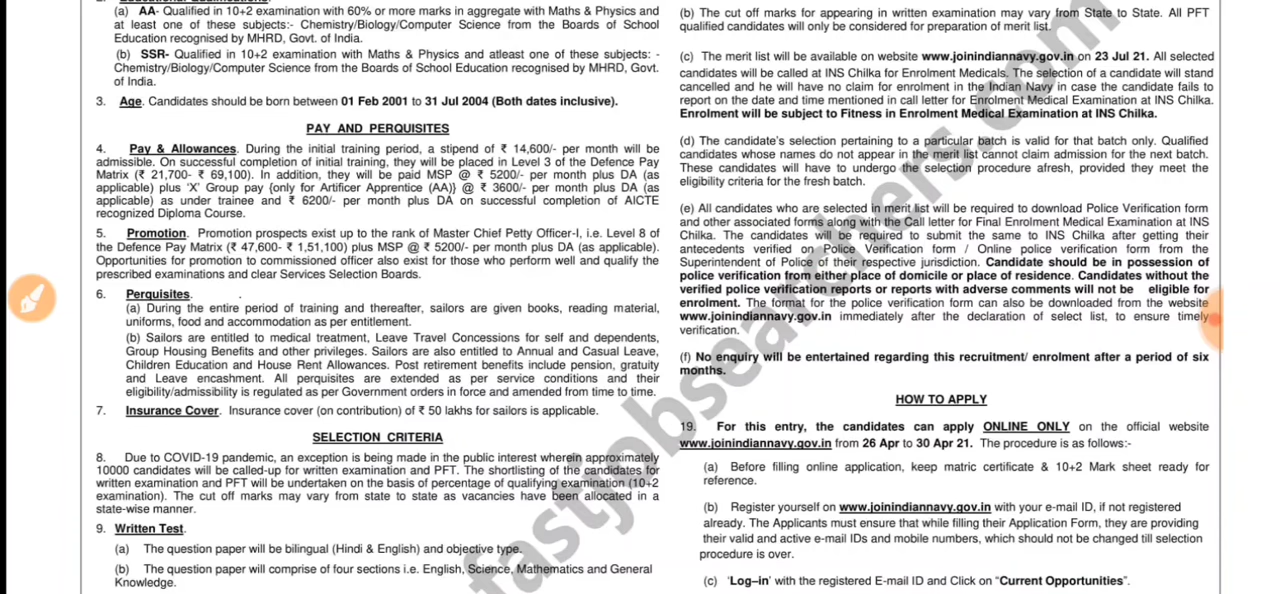 (a) AA- Qualified in 10+2 examination with 60% or more marks in aggregate with Maths & Physics and
at least one of these subjects:- Chemistry/Biology/Computer Science from the Boards of School
Education recognised by MHRD, Govt. of India.
(b) SSR- Qualified in 10+2 examination with Maths & Physics and atleast one of these subjects: -
Chemistry/Biology/Computer Science from the Boards of School Education recognised by MHRD, Govt.
of India.
3. Age. Candidates should be born between 01 Feb 2001 to 31 Jul 2004 (Both dates inclusive).
PAY AND PERQUISITES
4. Pay & Allowances. During the initial training period, a stipend of ₹ 14,600/- per month will be
admissible. On successful completion of initial training, they will be placed in Level 3 of the Defence Pay
Matrix (₹ 21,700- ₹ 69,100). In addition, they will be paid MSP @ ₹ 5200/- per month plus DA (as
applicable) plus 'X' Group pay {only for Artificer Apprentice (AA)} @ ₹ 3600/- per month plus DA (as
applicable) as under trainee and ₹ 6200/- per month plus DA on successful completion of AICTE
recognized Diploma Course.
5. Promotion. Promotion prospects exist up to the rank of Master Chief Petty Officer-I, i.e. Level 8 of
the Defence Pay Matrix (₹ 47,600- ₹ 1,51,100) plus MSP @ ₹ 5200/- per month plus DA (as applicable).
Opportunities for promotion to commissioned officer also exist for those who perform well and qualify the
prescribed examinations and clear Services Selection Boards.
6. Perquisites.
(a) During the entire period of training and thereafter, sailors are given books, reading material,
uniforms, food and accommodation as per entitlement.
(b) Sailors are entitled to medical treatment, Leave Travel Concessions for self and dependents,
Group Housing Benefits and other privileges. Sailors are also entitled to Annual and Casual Leave,
Children Education and House Rent Allowances. Post retirement benefits include pension, gratuity
and Leave encashment. All perquisites are extended as per service conditions and their
eligibility/admissibility is regulated as per Government orders in force and amended from time to time.
7. Insurance Cover. Insurance cover (on contribution) of ₹ 50 lakhs for sailors is applicable.
SELECTION CRITERIA
8. Due to COVID-19 pandemic, an exception is being made in the public interest wherein approximately
10000 candidates will be called-up for written examination and PFT. The shortlisting of the candidates for
written examination and PFT will be undertaken on the basis of percentage of qualifying examination (10+2
examination). The cut off marks may vary from state to state as vacancies have been allocated in a
state-wise manner.
9. Written Test.
(a) The question paper will be bilingual (Hindi & English) and objective type.
(b) The question paper will comprise of four sections i.e. English, Science, Mathematics and General
Knowledge.
(b) The cut off marks for appearing in written examination may vary from State to State. All PFT
qualified candidates will only be considered for preparation of merit list.
(c) The merit list will be available on website www.joinindiannavy.gov.in on 23 Jul 21. All selected
candidates will be called at INS Chilka for Enrolment Medicals. The selection of a candidate will stand
cancelled and he will have no claim for enrolment in the Indian Navy in case the candidate fails to
report on the date and time mentioned in call letter for Enrolment Medical Examination at INS Chilka.
Enrolment will be subject to Fitness in Enrolment Medical Examination at INS Chilka.
(d) The candidate's selection pertaining to a particular batch is valid for that batch only. Qualified
candidates whose names do not appear in the merit list cannot claim admission for the next batch.
These candidates will have to undergo the selection procedure afresh, provided they meet the
eligibility criteria for the fresh batch.
(e) All candidates who are selected in merit list will be required to download Police Verification form
and other associated forms along with the Call letter for Final Enrolment Medical Examination at INS
Chilka. The candidates will be required to submit the same to INS Chilka after getting their
antecedents verified on Police Verification form / Online police verification form from the
Superintendent of Police of their respective jurisdiction. Candidate should be in possession of
police verification from either place of domicile or place of residence. Candidates without the
verified police verification reports or reports with adverse comments will not be eligible for
enrolment. The format for the police verification form can also be downloaded from the website
www.joinindiannavy.gov.in immediately after the declaration of select list, to ensure timely
verification.
(f) No enquiry will be entertained regarding this recruitment/ enrolment after a period of six
months.
HOW TO APPLY
19. For this entry, the candidates can apply ONLINE ONLY on the official website
www.joinindiannavy.gov.in from 26 Apr to 30 Apr 21. The procedure is as follows:-
(a) Before filling online application, keep matric certificate & 10+2 Mark sheet ready for
reference.
(b) Register yourself on www.joinindiannavy.gov.in with your e-mail ID, if not registered
already. The Applicants must ensure that while filling their Application Form, they are providing
their valid and active e-mail IDs and mobile numbers, which should not be changed till selection
procedure is over.
(c) 'Log–in' with the registered E-mail ID and Click on "Current Opportunities".
fastjobsearchers.com